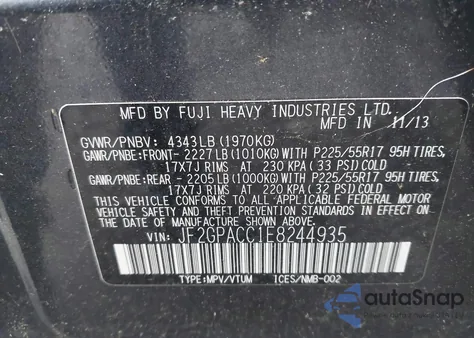 MFD BY FUJI HEAVY INDUSTRIES LTD.
PRINTED IN JAPAN 11/13
GVWR/PNBV: 4343LB (1970KG)
GAWR/PNBE:FRONT- 2227LB (1010KG) WITH P225/55R17 95H TIRES,
17X7J RIMS AT 230 KPA ( 33 PSI) COLD
GAWR/PNBE:REAR - 2205LB (1000KG) WITH P225/55R17 95H TIRES,
17X7J RIMS AT 220 KPA ( 32 PSI) COLD
THIS VEHICLE CONFORMS TO ALL APPLICABLE FEDERAL MOTOR
VEHICLE SAFETY AND THEFT PREVENTION STANDARDS IN EFFECT ON
THE DATE OF MANUFACTURE SHOWN ABOVE.
VIN: JF2GPACC1E8244935
TYPE:MPV/VTUM ICES/NMB-002
autoSnap